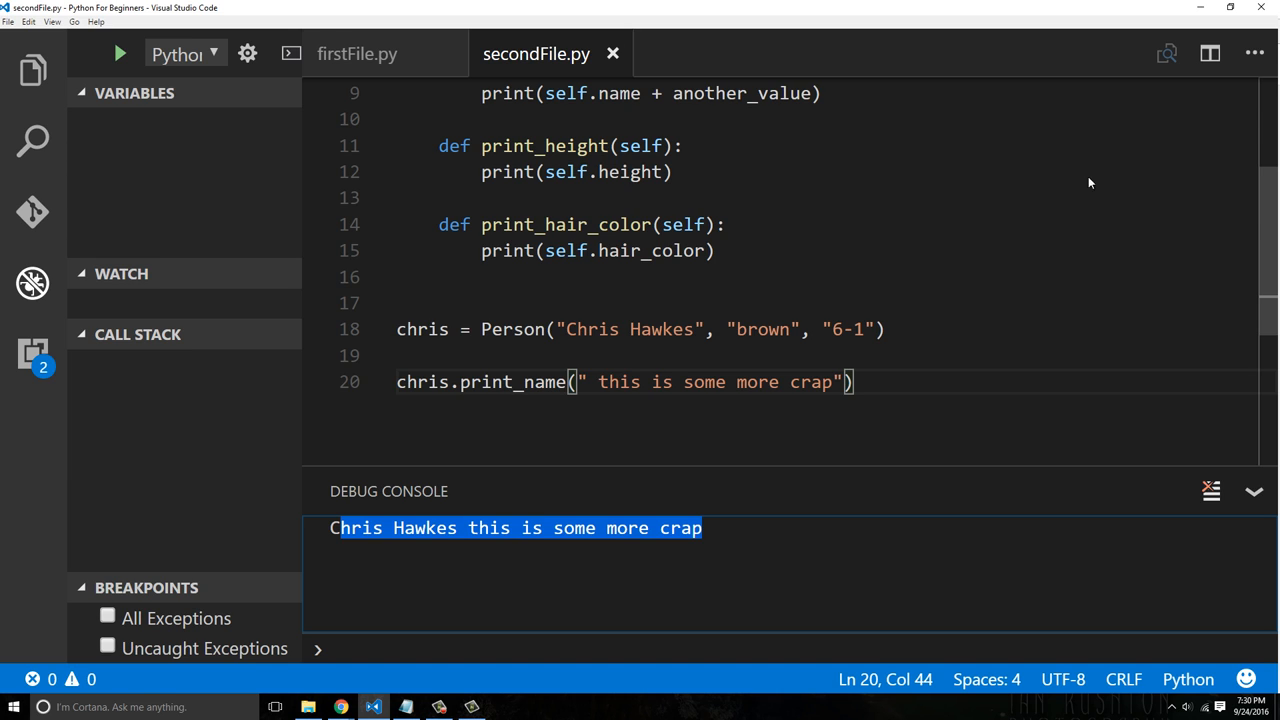 secondFile.py - Python For Beginners - Visual Studio Code
File Edit View Go Help
Python
firstFile.py
secondFile.py
VARIABLES
WATCH
CALL STACK
BREAKPOINTS
All Exceptions
Uncaught Exceptions
2
9 print(self.name + another_value)
10
11 def print_height(self):
12 print(self.height)
13
14 def print_hair_color(self):
15 print(self.hair_color)
16
17
18 chris = Person("Chris Hawkes", "brown", "6-1")
19
20 chris.print_name(" this is some more crap")
DEBUG CONSOLE
Chris Hawkes this is some more crap
0 0
Ln 20, Col 44 Spaces: 4 UTF-8 CRLF Python
I'm Cortana. Ask me anything.
7:30 PM
9/24/2016